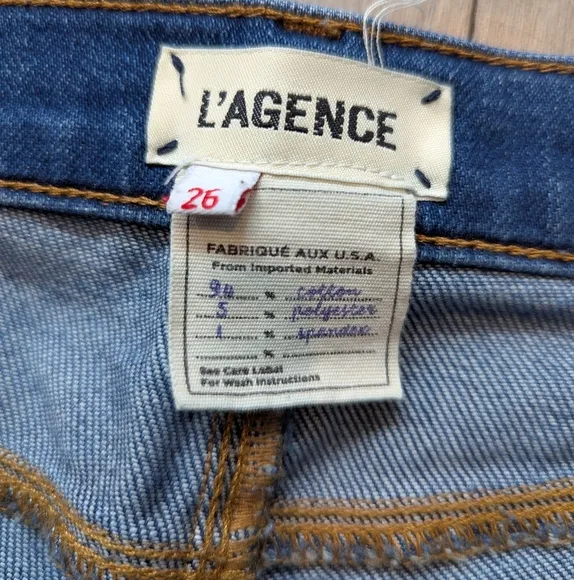 L'AGENCE
26
FABRIQUÉ AUX U.S.A.
From Imported Materials
94 % cotton
5 % polyester
1 % spandex
%
See Care Label
For Wash Instructions